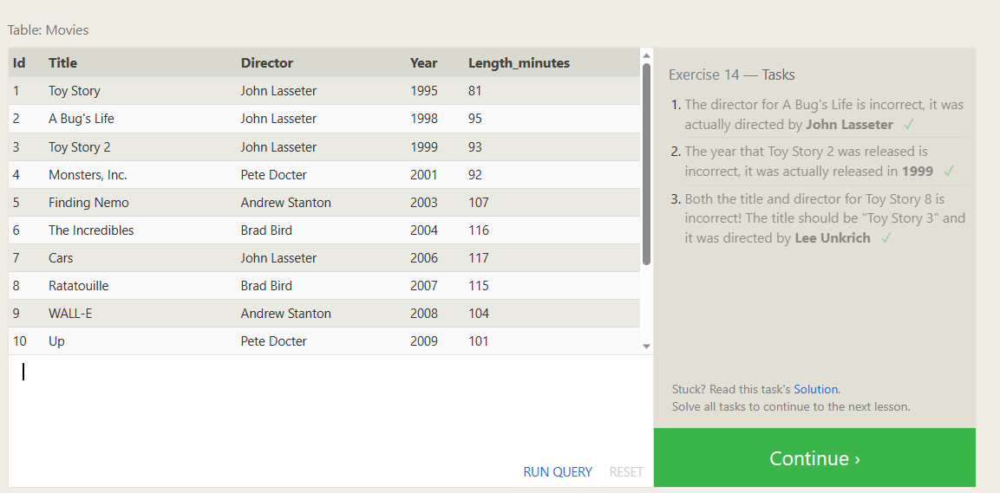 Table: Movies
Id Title Director Year Length_minutes
1 Toy Story John Lasseter 1995 81
2 A Bug's Life John Lasseter 1998 95
3 Toy Story 2 John Lasseter 1999 93
4 Monsters, Inc. Pete Docter 2001 92
5 Finding Nemo Andrew Stanton 2003 107
6 The Incredibles Brad Bird 2004 116
7 Cars John Lasseter 2006 117
8 Ratatouille Brad Bird 2007 115
9 WALL-E Andrew Stanton 2008 104
10 Up Pete Docter 2009 101
RUN QUERY RESET
Exercise 14 — Tasks
1. The director for A Bug's Life is incorrect, it was
actually directed by John Lasseter ✓
2. The year that Toy Story 2 was released is
incorrect, it was actually released in 1999 ✓
3. Both the title and director for Toy Story 8 is
incorrect! The title should be "Toy Story 3" and
it was directed by Lee Unkrich ✓
Stuck? Read this task's Solution.
Solve all tasks to continue to the next lesson.
Continue ›